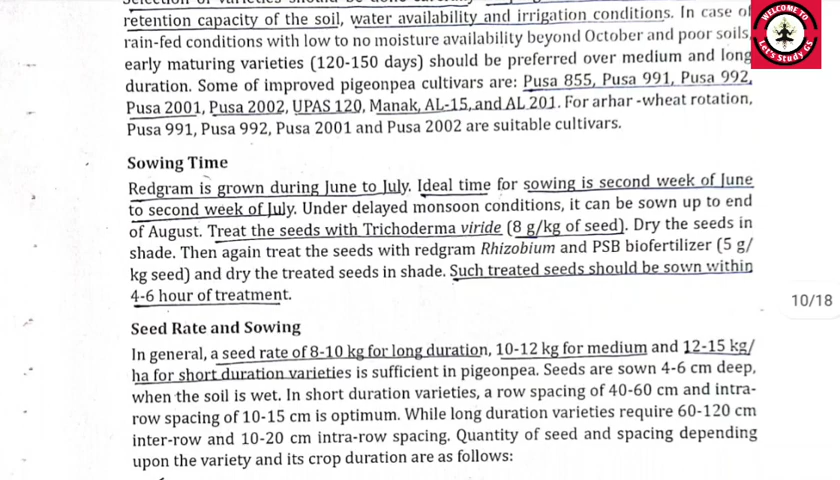 retention capacity of the soil, water availability and irrigation conditions. In case of
rain-fed conditions with low to no moisture availability beyond October and poor soils,
early maturing varieties (120-150 days) should be preferred over medium and long
duration. Some of improved pigeonpea cultivars are: Pusa 855, Pusa 991, Pusa 992,
Pusa 2001, Pusa 2002, UPAS 120, Manak, AL-15, and AL 201. For arhar -wheat rotation,
Pusa 991, Pusa 992, Pusa 2001 and Pusa 2002 are suitable cultivars.
Sowing Time
Redgram is grown during June to July. Ideal time for sowing is second week of June
to second week of July. Under delayed monsoon conditions, it can be sown up to end
of August. Treat the seeds with Trichoderma viride (8 g/kg of seed). Dry the seeds in
shade. Then again treat the seeds with redgram Rhizobium and PSB biofertilizer (5 g/
kg seed) and dry the treated seeds in shade. Such treated seeds should be sown within
4-6 hour of treatment.
Seed Rate and Sowing
In general, a seed rate of 8-10 kg for long duration, 10-12 kg for medium and 12-15 kg/
ha for short duration varieties is sufficient in pigeonpea. Seeds are sown 4-6 cm deep,
when the soil is wet. In short duration varieties, a row spacing of 40-60 cm and intra-
row spacing of 10-15 cm is optimum. While long duration varieties require 60-120 cm
inter-row and 10-20 cm intra-row spacing. Quantity of seed and spacing depending
upon the variety and its crop duration are as follows:
WELCOME TO
Let's Study GS
10/18